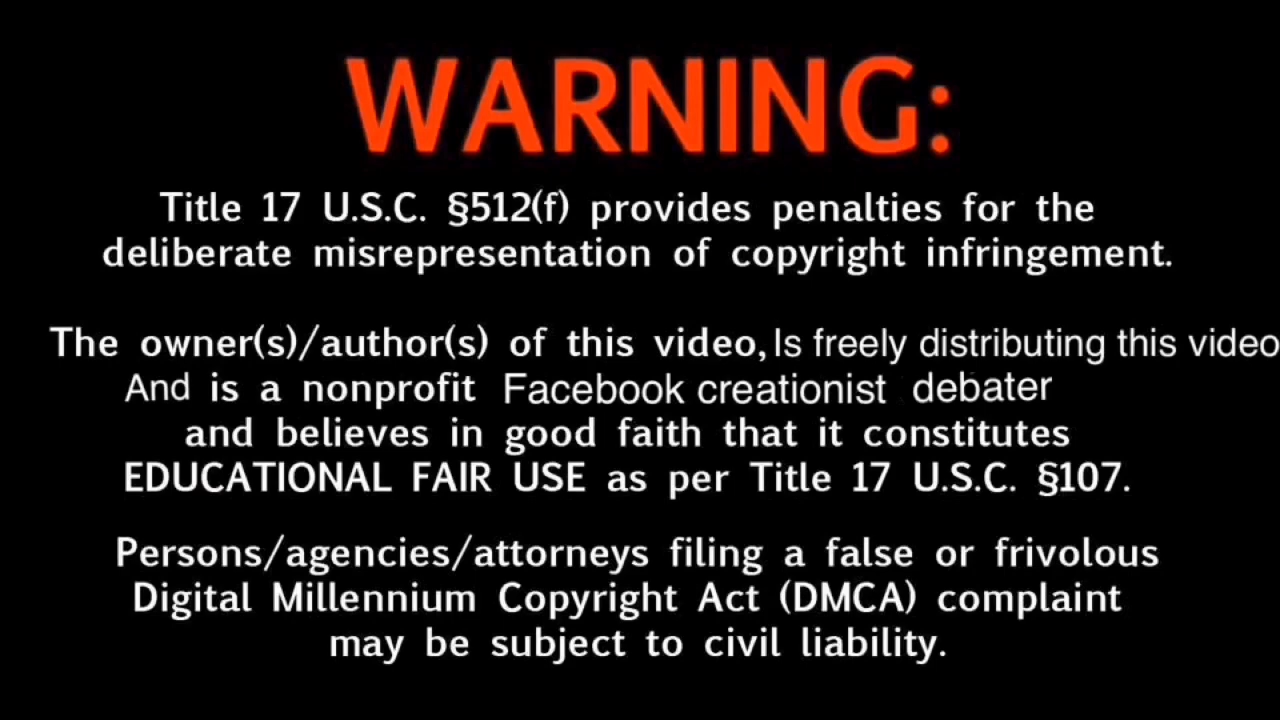 WARNING:
Title 17 U.S.C. §512(f) provides penalties for the
deliberate misrepresentation of copyright infringement.
The owner(s)/author(s) of this video, Is freely distributing this video
And is a nonprofit Facebook creationist debater
and believes in good faith that it constitutes
EDUCATIONAL FAIR USE as per Title 17 U.S.C. §107.
Persons/agencies/attorneys filing a false or frivolous
Digital Millennium Copyright Act (DMCA) complaint
may be subject to civil liability.